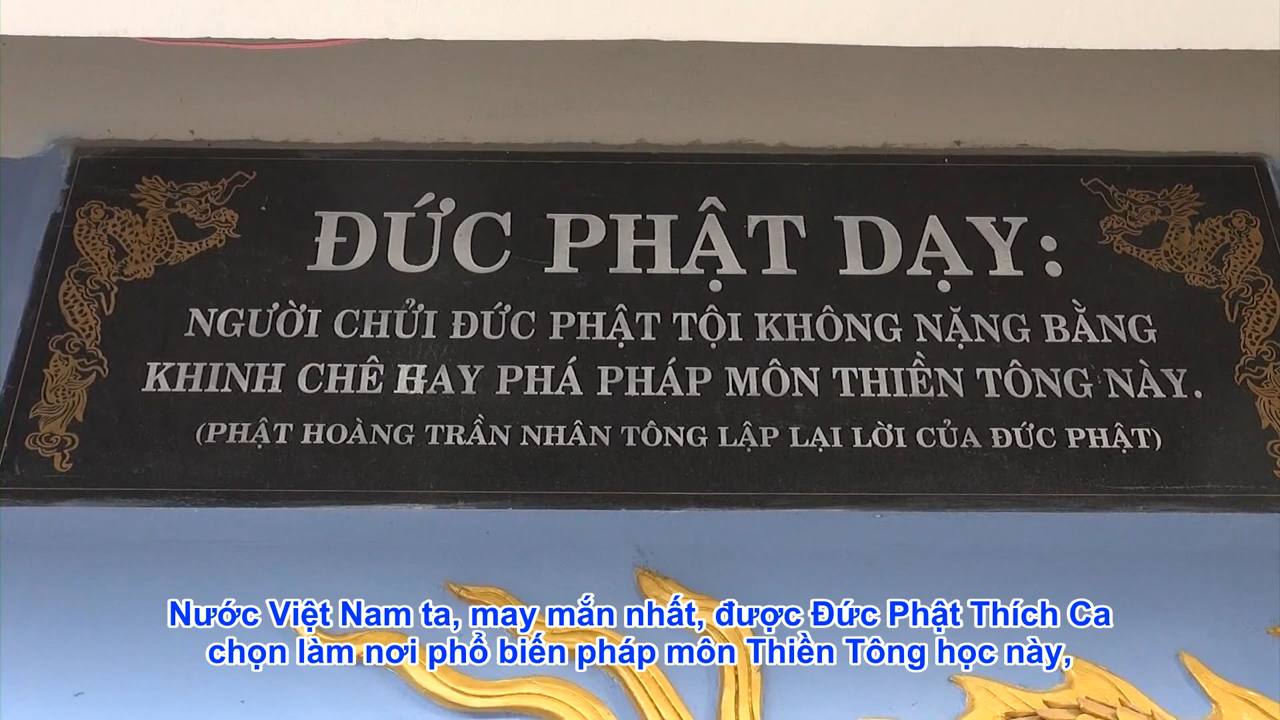 ĐỨC PHẬT DẠY:
NGƯỜI CHỬI ĐỨC PHẬT TỘI KHÔNG NẶNG BẰNG
KHINH CHÊ HAY PHÁ PHÁP MÔN THIỀN TÔNG NÀY.
(PHẬT HOÀNG TRẦN NHÂN TÔNG LẬP LẠI LỜI CỦA ĐỨC PHẬT)
Nước Việt Nam ta, may mắn nhất, được Đức Phật Thích Ca
chọn làm nơi phổ biến pháp môn Thiền Tông học này,